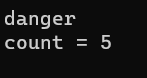 danger
count = 5